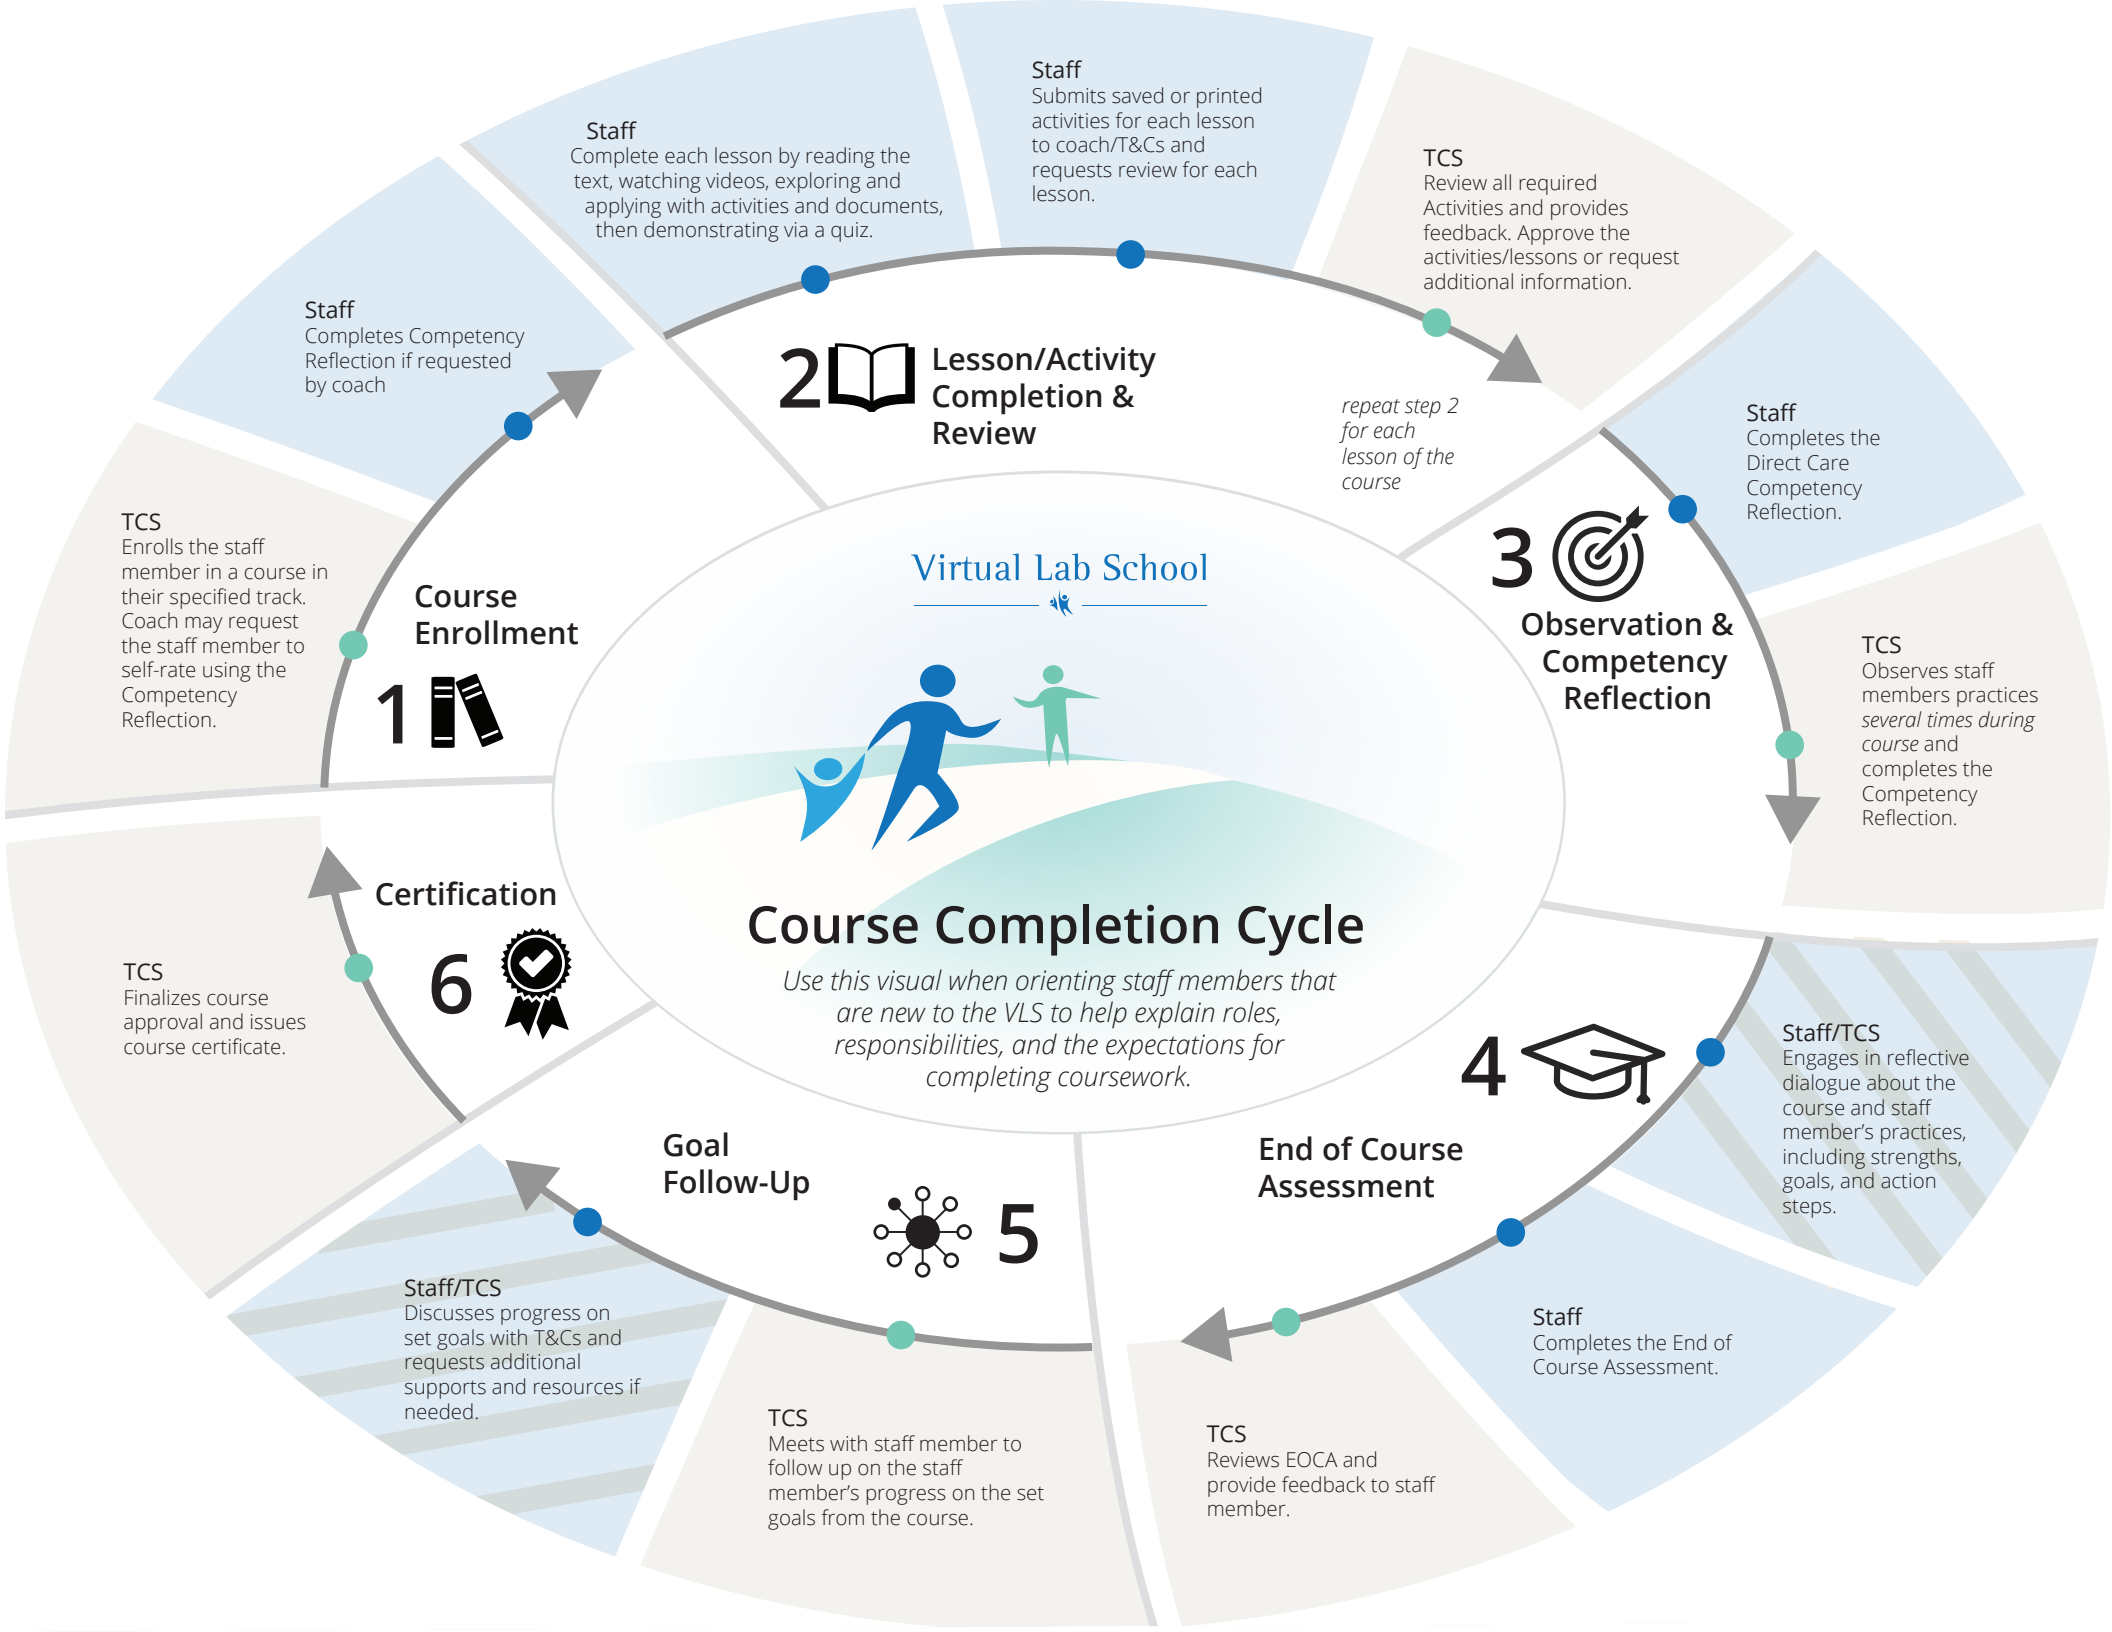 Virtual Lab School
Course Completion Cycle
Use this visual when orienting staff members that
are new to the VLS to help explain roles,
responsibilities, and the expectations for
completing coursework.
Course
Enrollment
1
TCS
Enrolls the staff
member in a course in
their specified track.
Coach may request
the staff member to
self-rate using the
Competency
Reflection.
Staff
Completes Competency
Reflection if requested
by coach
2
Lesson/Activity
Completion &
Review
Staff
Complete each lesson by reading the
text, watching videos, exploring and
applying with activities and documents,
then demonstrating via a quiz.
Staff
Submits saved or printed
activities for each lesson
to coach/T&Cs and
requests review for each
lesson.
TCS
Review all required
Activities and provides
feedback. Approve the
activities/lessons or request
additional information.
repeat step 2
for each
lesson of the
course
3
Observation &
Competency
Reflection
Staff
Completes the
Direct Care
Competency
Reflection.
TCS
Observes staff
members practices
several times during
course and
completes the
Competency
Reflection.
4
End of Course
Assessment
Staff/TCS
Engages in reflective
dialogue about the
course and staff
member’s practices,
including strengths,
goals, and action
steps.
Staff
Completes the End of
Course Assessment.
TCS
Reviews EOCA and
provide feedback to staff
member.
Goal
Follow-Up
5
TCS
Meets with staff member to
follow up on the staff
member’s progress on the set
goals from the course.
Staff/TCS
Discusses progress on
set goals with T&Cs and
requests additional
supports and resources if
needed.
Certification
6
TCS
Finalizes course
approval and issues
course certificate.